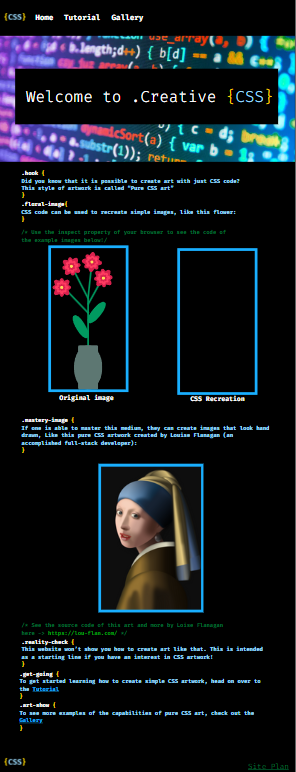 {CSS} Home Tutorial Gallery
Welcome to .Creative {CSS}
.hook {
Did you know that it is possible to create art with just CSS code?
This style of artwork is called "Pure CSS art"
}
.floral-image{
CSS code can be used to recreate simple images, like this flower:
}
/* Use the inspect property of your browser to see the code of
the example images below!/
Original image
CSS Recreation
.mastery-image {
If one is able to master this medium, they can create images that look hand
drawn, Like this pure CSS artwork created by Louise Flanagan (an
accomplished full-stack developer):
}
/* See the source code of this art and more by Loise Flanagan
here -> https://lou-flan.com/ */
.reality-check {
This website won't show you how to create art like that. This is intended
as a starting line if you have an interest in CSS artwork!
}
.get-going {
To get started learning how to create simple CSS artwork, head on over to
the Tutorial
}
.art-show {
To see more of the capabilities of pure CSS art, check out the
Gallery
}
{CSS}
Site Plan